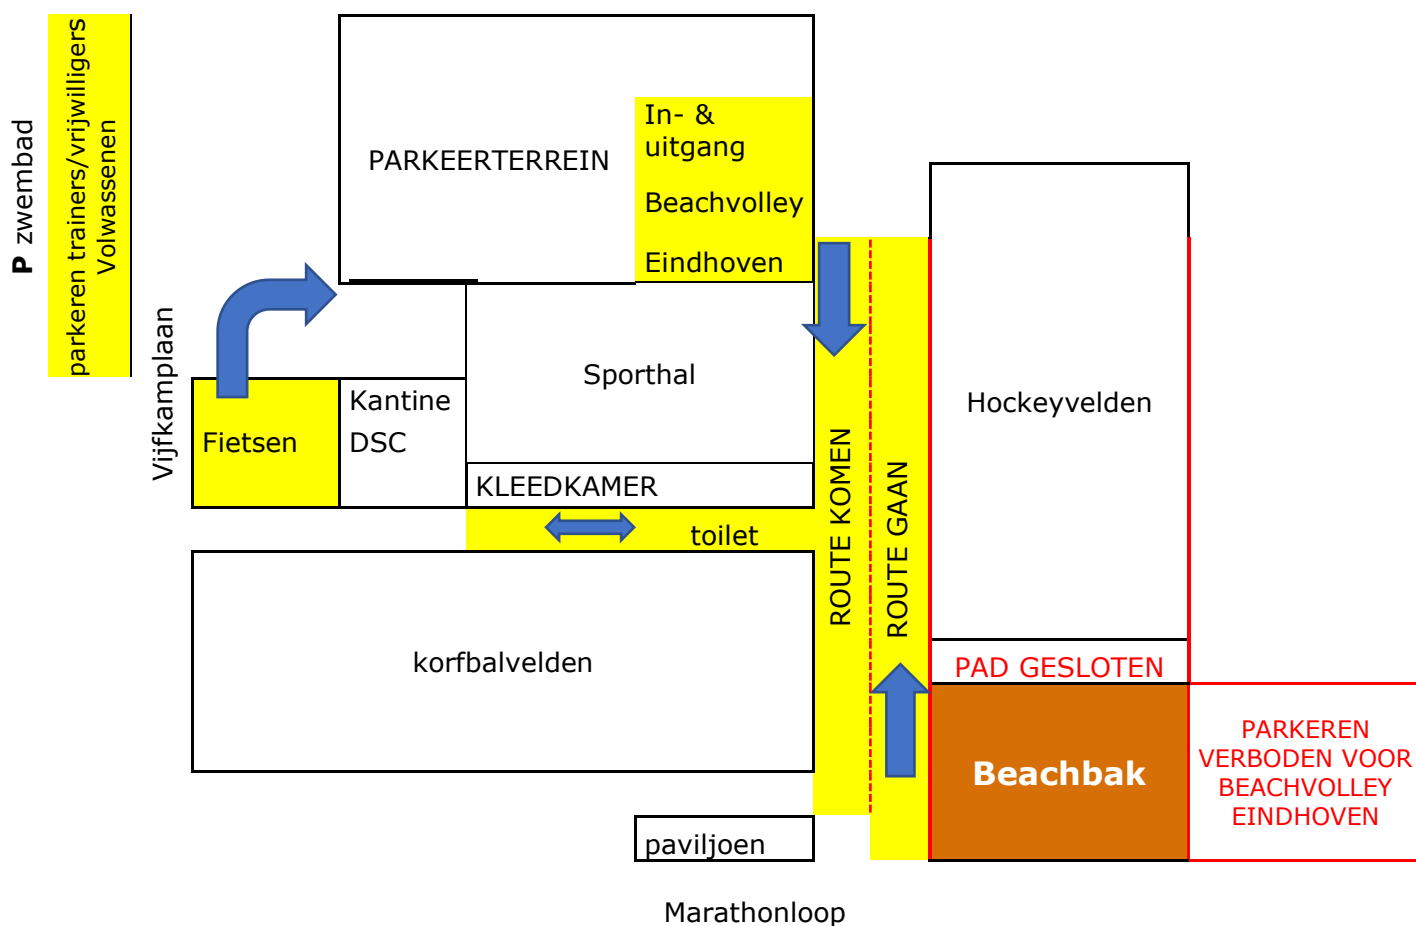 P zwembad
parkeren trainers/vrijwilligers
Volwassenen
Vijfkamplaan
PARKEERTERREIN
In- &
uitgang
Beachvolley
Eindhoven
Sporthal
Kantine
DSC
Fietsen
KLEEDKAMER
toilet
ROUTE KOMEN
ROUTE GAAN
Hockeyvelden
korfbalvelden
PAD GESLOTEN
Beachbak
PARKEREN
VERBODEN VOOR
BEACHVOLLEY
EINDHOVEN
paviljoen
Marathonloop